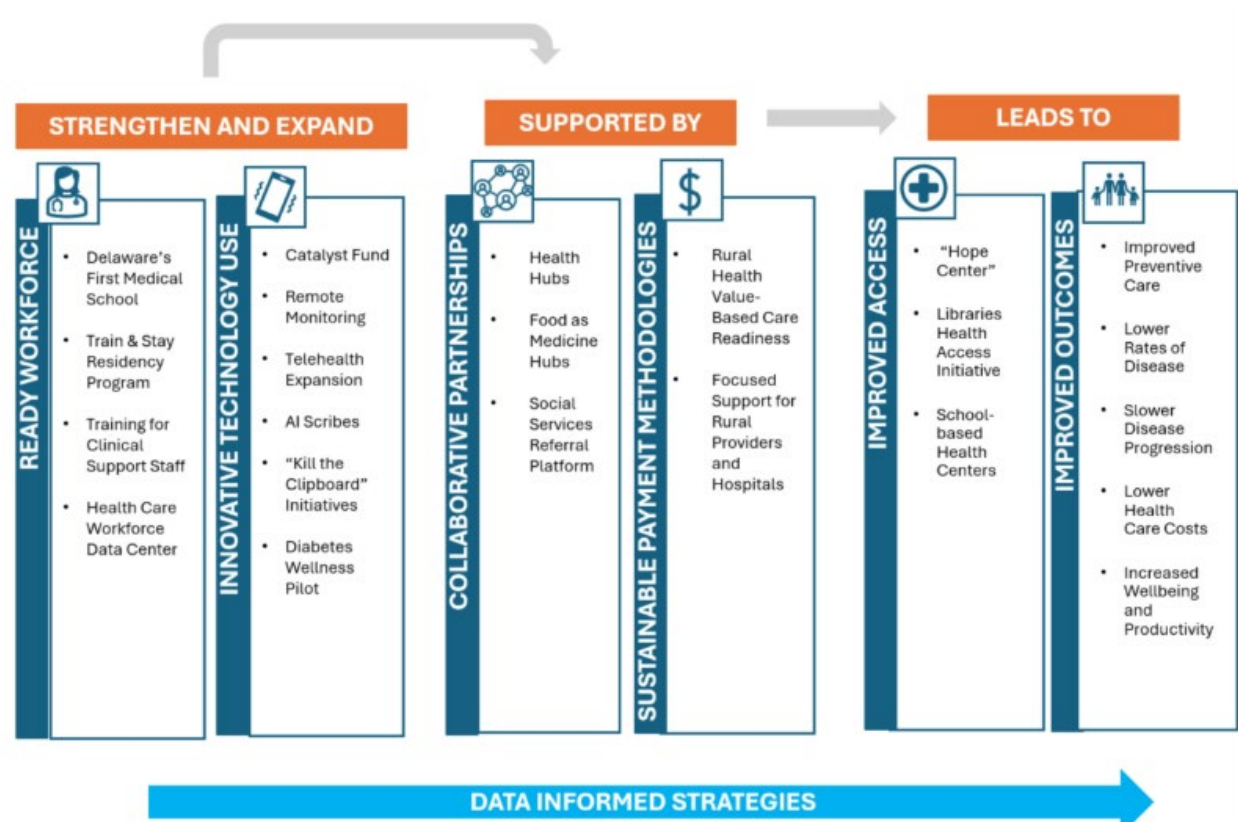 STRENGTHEN AND EXPAND
SUPPORTED BY
LEADS TO
READY WORKFORCE
• Delaware's
First Medical
School
• Train & Stay
Residency
Program
• Training for
Clinical
Support Staff
• Health Care
Workforce
Data Center
INNOVATIVE TECHNOLOGY USE
• Catalyst Fund
• Remote
Monitoring
• Telehealth
Expansion
• AI Scribes
• “Kill the
Clipboard”
Initiatives
• Diabetes
Wellness
Pilot
COLLABORATIVE PARTNERSHIPS
• Health
Hubs
• Food as
Medicine
Hubs
• Social
Services
Referral
Platform
$
SUSTAINABLE PAYMENT METHODOLOGIES
• Rural
Health
Value-
Based Care
Readiness
• Focused
Support for
Rural
Providers
and
Hospitals
IMPROVED ACCESS
• “Hope
Center”
• Libraries
Health
Access
Initiative
• School-
based
Health
Centers
IMPROVED OUTCOMES
• Improved
Preventive
Care
• Lower
Rates of
Disease
• Slower
Disease
Progression
• Lower
Health
Care Costs
• Increased
Wellbeing
and
Productivity
DATA INFORMED STRATEGIES